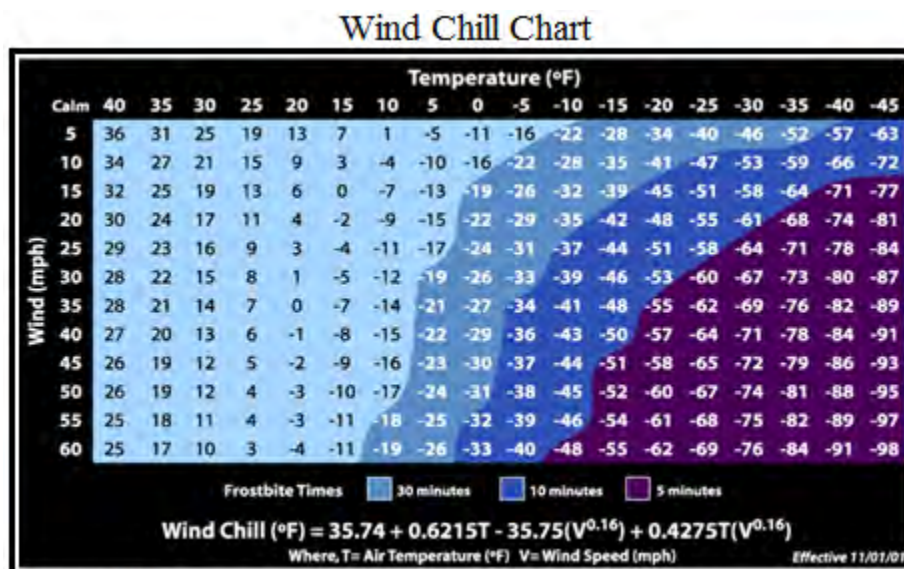 Wind Chill Chart
Temperature (ºF)
Calm 40 35 30 25 20 15 10 5 0 -5 -10 -15 -20 -25 -30 -35 -40 -45
Wind (mph)
5 36 31 25 19 13 7 1 -5 -11 -16 -22 -28 -34 -40 -46 -52 -57 -63
10 34 27 21 15 9 3 -4 -10 -16 -22 -28 -35 -41 -47 -53 -59 -66 -72
15 32 25 19 13 6 0 -7 -13 -19 -26 -32 -39 -45 -51 -58 -64 -71 -77
20 30 24 17 11 4 -2 -9 -15 -22 -29 -35 -42 -48 -55 -61 -68 -74 -81
25 29 23 16 9 3 -4 -11 -17 -24 -31 -37 -44 -51 -58 -64 -71 -78 -84
30 28 22 15 8 1 -5 -12 -19 -26 -33 -39 -46 -53 -60 -67 -73 -80 -87
35 28 21 14 7 0 -7 -14 -21 -27 -34 -41 -48 -55 -62 -69 -76 -82 -89
40 27 20 13 6 -1 -8 -15 -22 -29 -36 -43 -50 -57 -64 -71 -78 -84 -91
45 26 19 12 5 -2 -9 -16 -23 -30 -37 -44 -51 -58 -65 -72 -79 -86 -93
50 26 19 12 4 -3 -10 -17 -24 -31 -38 -45 -52 -60 -67 -74 -81 -88 -95
55 25 18 11 4 -3 -11 -18 -25 -32 -39 -46 -54 -61 -68 -75 -82 -89 -97
60 25 17 10 3 -4 -11 -19 -26 -33 -40 -48 -55 -62 -69 -76 -84 -91 -98
Frostbite Times 30 minutes 10 minutes 5 minutes
Wind Chill (ºF) = 35.74 + 0.6215T - 35.75(V^0.16) + 0.4275T(V^0.16)
Where, T= Air Temperature (ºF) V= Wind Speed (mph) Effective 11/01/01